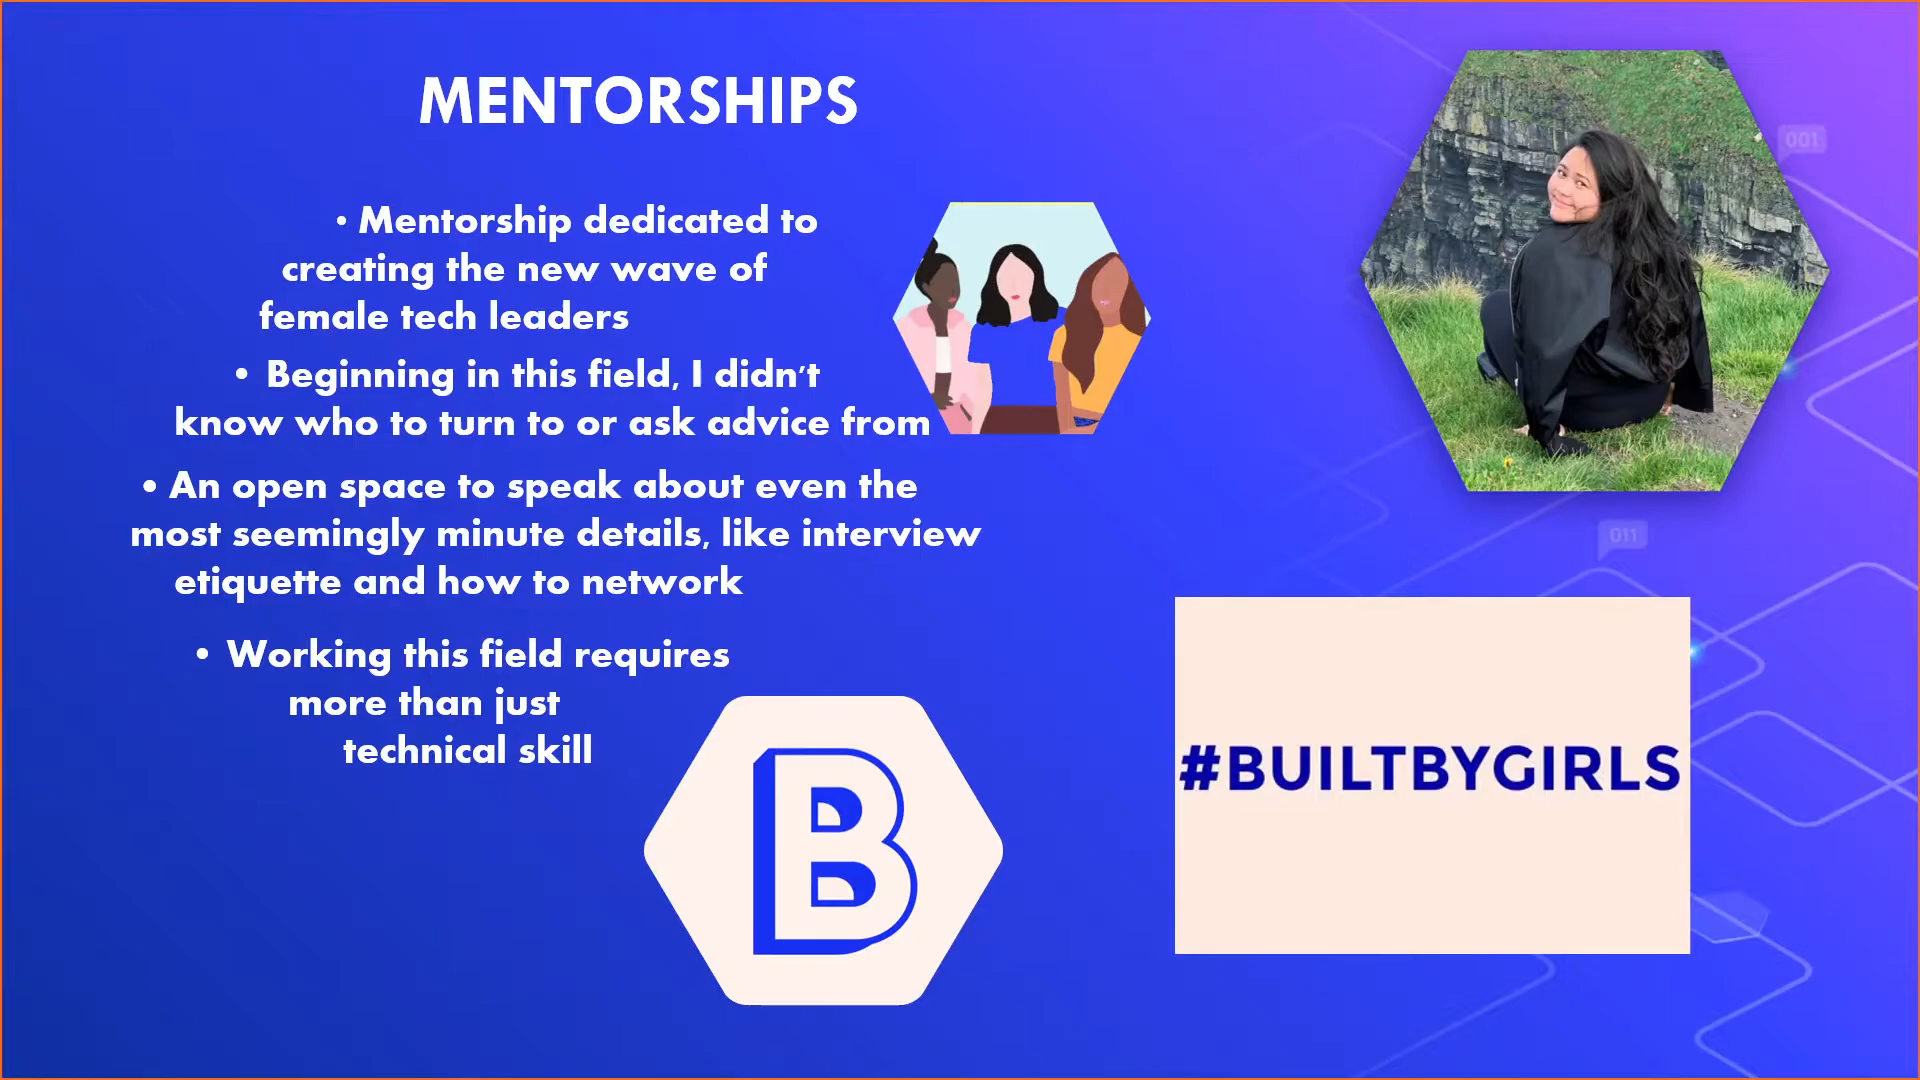 MENTORSHIPS
• Mentorship dedicated to
creating the new wave of
female tech leaders
• Beginning in this field, I didn't
know who to turn to or ask advice from
• An open space to speak about even the
most seemingly minute details, like interview
etiquette and how to network
• Working this field requires
more than just
technical skill
B
#BUILTBYGIRLS
001
011